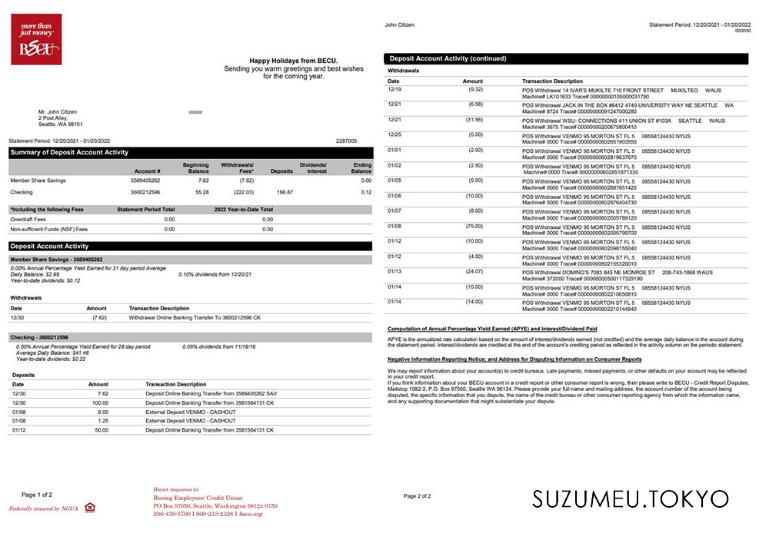 more than
just money®
BECU
Happy Holidays from BECU.
Sending you warm greetings and best wishes
for the coming year.
Mr. John Citizen
2 Post Alley,
Seattle, WA 98101
000000
Statement Period: 12/20/2021 - 01/20/2022 2287005
Summary of Deposit Account Activity
Account # Beginning Balance Withdrawals/ Fees* Deposits Dividends/ Interest Ending Balance
Member Share Savings 3589405262 7.62 (7.62) 0.00
Checking 3600212596 55.28 (222.03) 166.87 0.12
*Including the following Fees Statement Period Total 2022 Year-to-Date Total
Overdraft Fees 0.00 0.00
Non-sufficient Funds (NSF) Fees 0.00 0.00
Deposit Account Activity
Member Share Savings - 3589405262
0.00% Annual Percentage Yield Earned for 31 day period Average
Daily Balance: $2.99 0.10% dividends from 12/20/21
Year-to-date dividends: $0.12
Withdrawals
Date Amount Transaction Description
12/30 (7.62) Withdrawal Online Banking Transfer To 3600212596 CK
Checking - 3600212596
0.00% Annual Percentage Yield Earned for 28 day period 0.05% dividends from 11/19/16
Average Daily Balance: $41.46
Year-to-date dividends: $0.22
Deposits
Date Amount Transaction Description
12/30 7.62 Deposit Online Banking Transfer from 3589405262 SAV
12/30 100.00 Deposit Online Banking Transfer from 3581564131 CK
01/08 8.00 External Deposit VENMO - CASHOUT
01/08 1.25 External Deposit VENMO - CASHOUT
01/12 50.00 Deposit Online Banking Transfer from 3581564131 CK
Page 1 of 2
Federally insured by NCUA
Direct inquiries to:
Boeing Employees' Credit Union
PO Box 97050, Seattle, Washington 98124-9750
206-439-5700 I 800-233-2328 I becu.org
John Citizen Statement Period: 12/20/2021 - 01/20/2022
000000
Deposit Account Activity (continued)
Withdrawals
Date Amount Transaction Description
12/19 (9.32) POS Withdrawal 14 IVAR'S MUKILTE 710 FRONT STREET MUKILTEO WAUS
Machine# LK101633 Trace#
12/21 (6.58) POS Withdrawal JACK IN THE BOX #8412 4749 UNIVERSITY WAY NE SEATTLE WA
Machine# 8724 Trace#
12/21 (31.56) POS Withdrawal WSU- CONNECTIONS 411 UNION ST #103A SEATTLE WAUS
Machine# 3675 Trace#
12/25 (5.00) POS Withdrawal VENMO 95 MORTON ST FL 5 08558124430 NYUS
Machine# 0000 Trace#
01/01 (2.00) POS Withdrawal VENMO 95 MORTON ST FL 5 08558124430 NYUS
Machine# 0000 Trace#
01/02 (2.50) POS Withdrawal VENMO 95 MORTON ST FL 5 08558124430 NYUS
Machine# 0000 Trace#
01/05 (5.00) POS Withdrawal VENMO 95 MORTON ST FL 5 08558124430 NYUS
Machine# 0000 Trace#
01/06 (10.00) POS Withdrawal VENMO 95 MORTON ST FL 5 08558124430 NYUS
Machine# 0000 Trace#
01/07 (8.00) POS Withdrawal VENMO 95 MORTON ST FL 5 08558124430 NYUS
Machine# 0000 Trace#
01/08 (75.00) POS Withdrawal VENMO 95 MORTON ST FL 5 08558124430 NYUS
Machine# 0000 Trace#
01/12 (10.00) POS Withdrawal VENMO 95 MORTON ST FL 5 08558124430 NYUS
Machine# 0000 Trace#
01/12 (4.00) POS Withdrawal VENMO 95 MORTON ST FL 5 08558124430 NYUS
Machine# 0000 Trace#
01/13 (24.07) POS Withdrawal DOMINO'S 7083 845 NE MONROE ST 208-743-1868 WAUS
Machine# 372000 Trace#
01/14 (15.00) POS Withdrawal VENMO 95 MORTON ST FL 5 08558124430 NYUS
Machine# 0000 Trace#
01/14 (14.00) POS Withdrawal VENMO 95 MORTON ST FL 5 08558124430 NYUS
Machine# 0000 Trace#
Computation of Annual Percentage Yield Earned (APYE) and Interest/Dividend Paid
APYE is the annualized rate calculation based on the amount of interest/dividends earned (not credited) and the average daily balance in the account during
the statement period. Interest/dividends are credited at the end of the account's crediting period as reflected in the activity column on the periodic statement.
Negative Information Reporting Notice; and Address for Disputing Information on Consumer Reports
We may report information about your account(s) to credit bureaus. Late payments, missed payments, or other defaults on your account may be reflected
in your credit report.
If you think information about your BECU account in a credit report or other consumer report is wrong, then please write to BECU - Credit Report Disputes,
Mailstop 1082-2, P.O. Box 97050, Seattle WA 98124. Please provide your full name and mailing address, the account number of the account being
disputed, the specific information that you dispute, the name of the credit bureau or other consumer reporting agency from which the information came,
and any supporting documentation that might substantiate your dispute.
Page 2 of 2
SUZUMEU.TOKYO